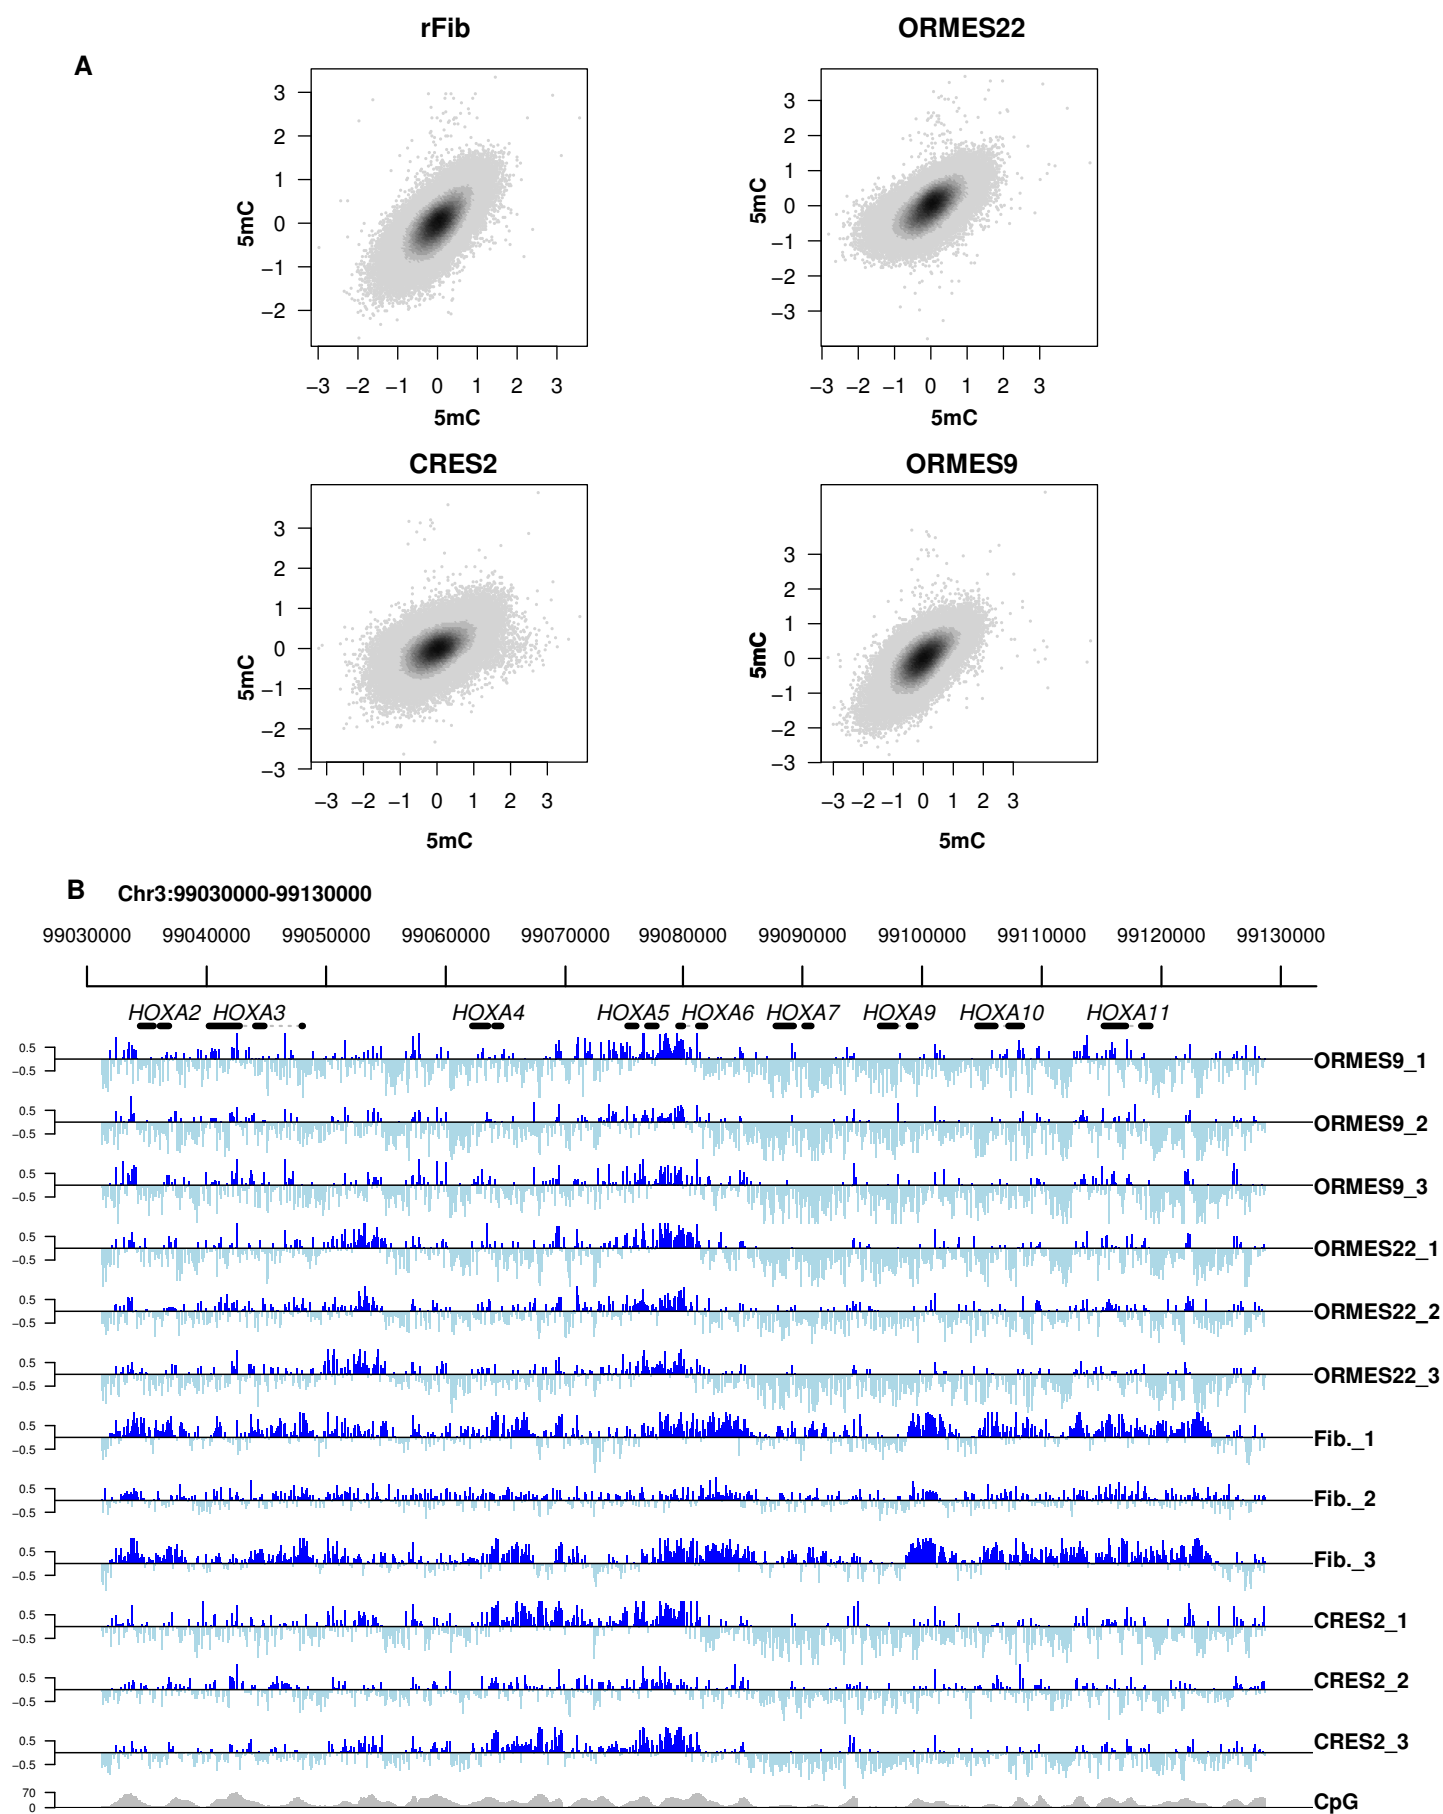 rFib
ORMES22
A
3
2
1
0
−1
−2
5mC
−3 −2 −1 0 1 2 3
5mC
3
2
1
0
−1
−2
−3
5mC
−3 −2 −1 0 1 2 3
5mC
CRES2
ORMES9
3
2
1
0
−1
−2
−3
5mC
−3 −2 −1 0 1 2 3
5mC
3
2
1
0
−1
−2
−3
5mC
−3 −2 −1 0 1 2 3
5mC
B Chr3:99030000-99130000
99030000 99040000 99050000 99060000 99070000 99080000 99090000 99100000 99110000 99120000 99130000
HOXA2 HOXA3 HOXA4 HOXA5 HOXA6 HOXA7 HOXA9 HOXA10 HOXA11
0.5
−0.5
ORMES9_1
0.5
−0.5
ORMES9_2
0.5
−0.5
ORMES9_3
0.5
−0.5
ORMES22_1
0.5
−0.5
ORMES22_2
0.5
−0.5
ORMES22_3
0.5
−0.5
Fib._1
0.5
−0.5
Fib._2
0.5
−0.5
Fib._3
0.5
−0.5
CRES2_1
0.5
−0.5
CRES2_2
0.5
−0.5
CRES2_3
70
0
CpG